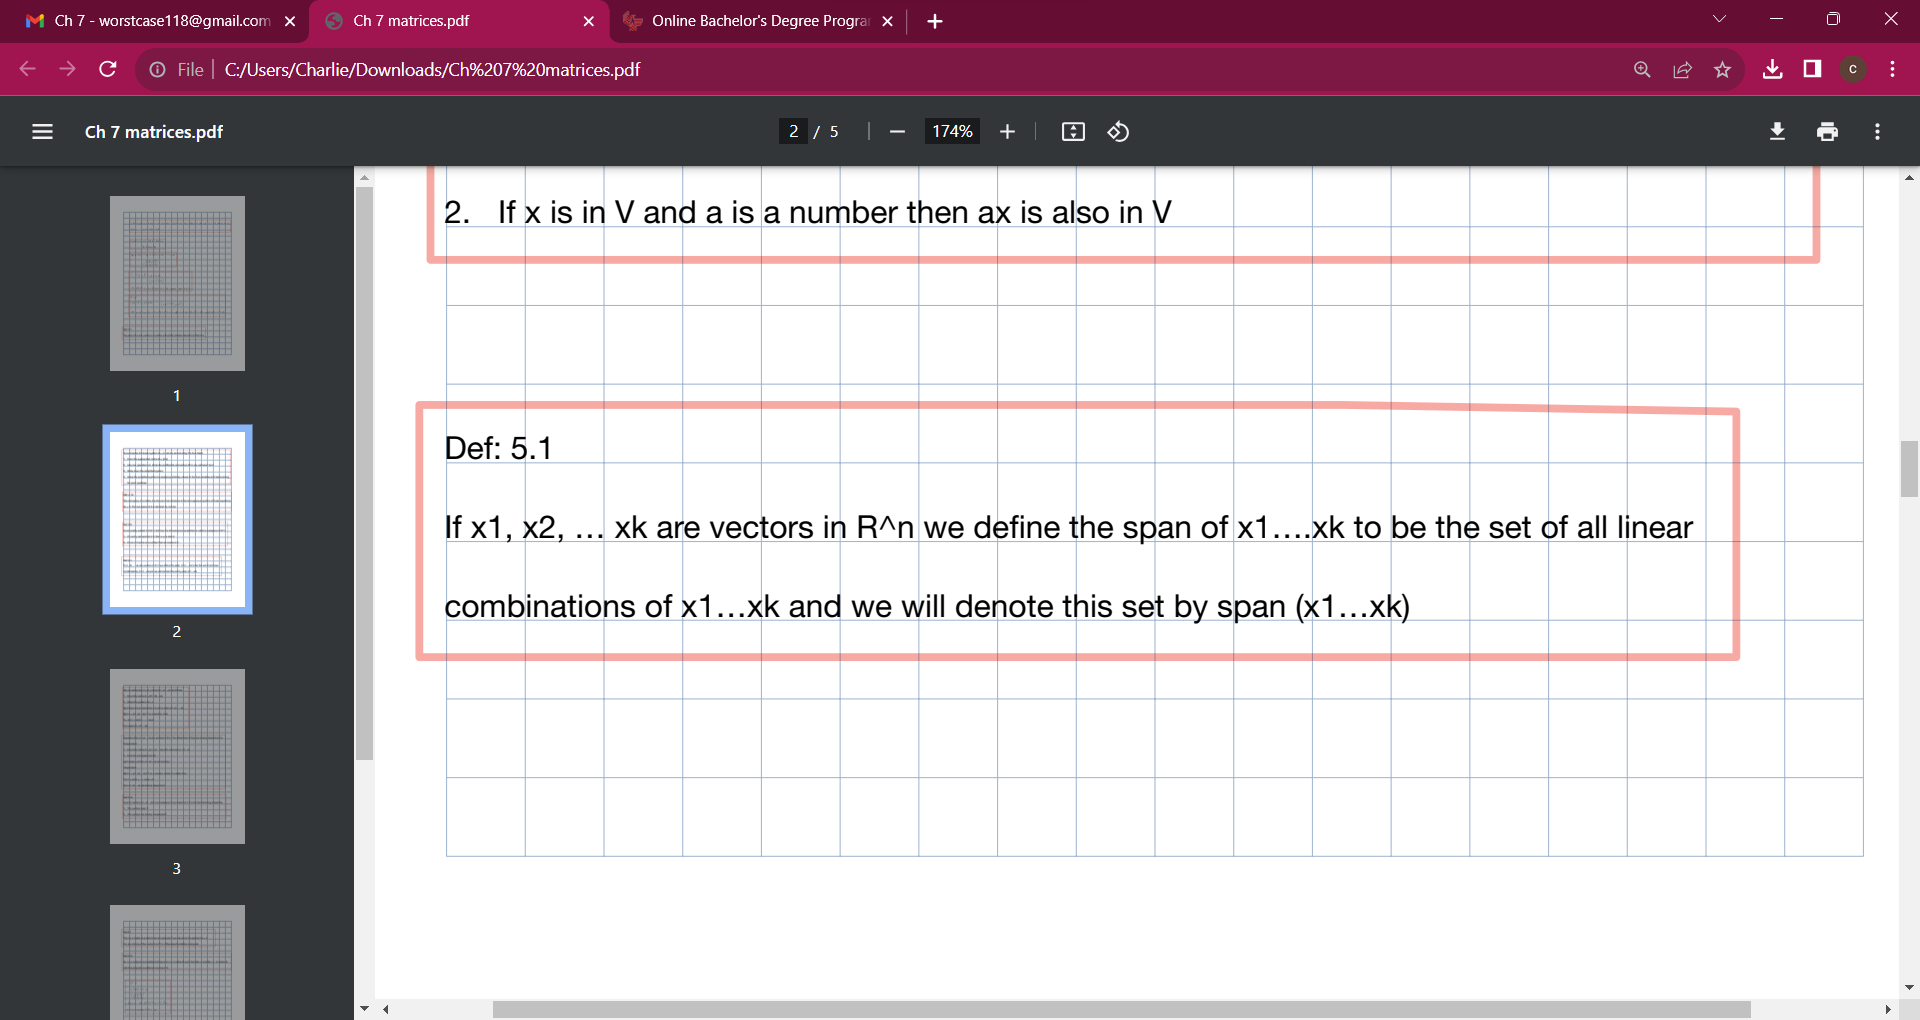 Ch 7 - worstcase118@gmail.com
Ch 7 matrices.pdf
Online Bachelor's Degree Progra
File
C:/Users/Charlie/Downloads/Ch%207%20matrices.pdf
c
Ch 7 matrices.pdf
2 / 5
174%
1
2
3
2. If x is in V and a is a number then ax is also in V
Def: 5.1
If x1, x2, ... xk are vectors in R^n we define the span of x1....xk to be the set of all linear
combinations of x1...xk and we will denote this set by span (x1...xk)